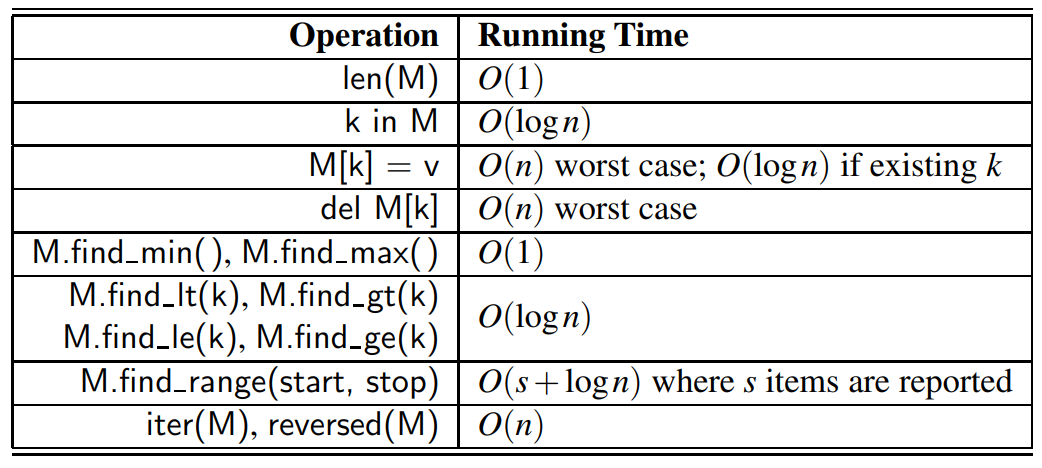 Operation Running Time
len(M) O(1)
k in M O(log n)
M[k] = v O(n) worst case; O(log n) if existing k
del M[k] O(n) worst case
M.find_min(), M.find_max() O(1)
M.find_lt(k), M.find_gt(k)
M.find_le(k), M.find_ge(k) O(log n)
M.find_range(start, stop) O(s + log n) where s items are reported
iter(M), reversed(M) O(n)